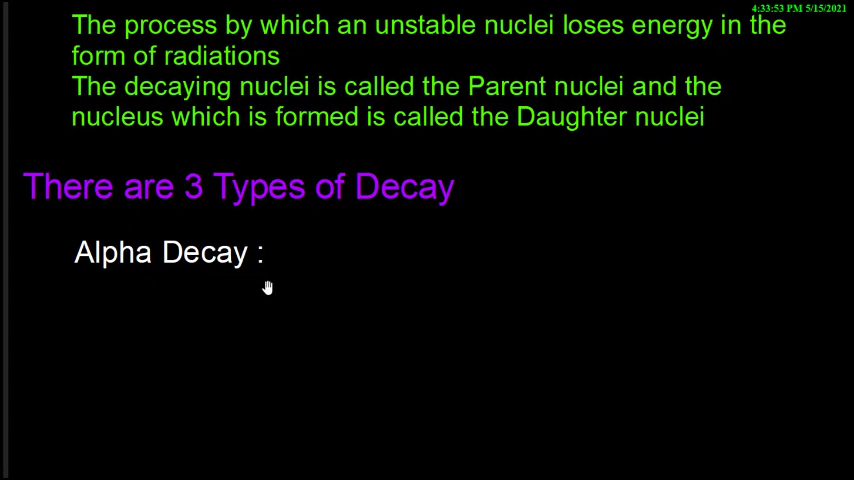 4:33:53 PM 5/15/2021
The process by which an unstable nuclei loses energy in the
form of radiations
The decaying nuclei is called the Parent nuclei and the
nucleus which is formed is called the Daughter nuclei
There are 3 Types of Decay
Alpha Decay :